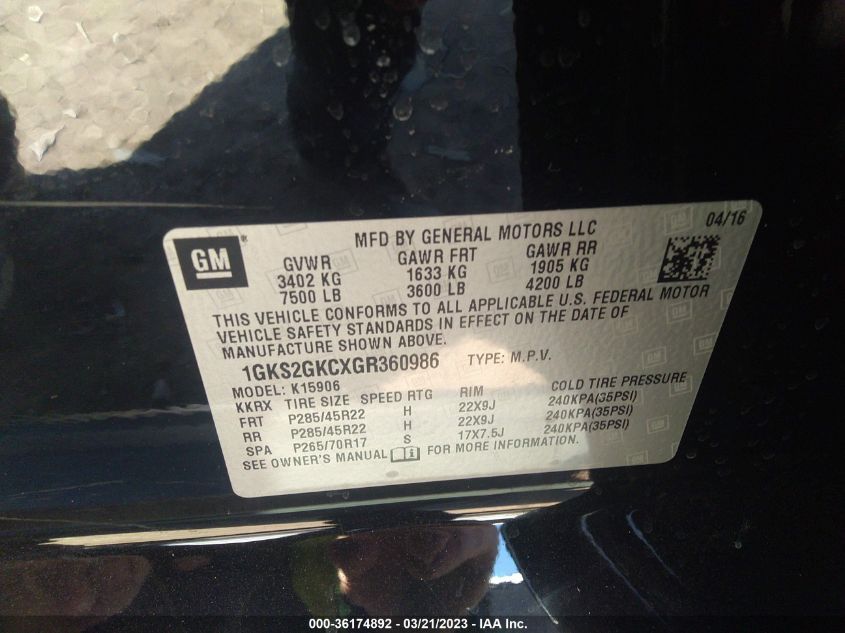 GM
®
MFD BY GENERAL MOTORS LLC
04/16
GVWR GAWR FRT GAWR RR
3402 KG 1633 KG 1905 KG
7500 LB 3600 LB 4200 LB
THIS VEHICLE CONFORMS TO ALL APPLICABLE U.S. FEDERAL MOTOR
VEHICLE SAFETY STANDARDS IN EFFECT ON THE DATE OF
MANUFACTURE SHOWN ABOVE.
1GKS2GKCXGR360986 TYPE: M.P.V.
MODEL: K15906
KKRX TIRE SIZE SPEED RTG RIM COLD TIRE PRESSURE
FRT P285/45R22 H 22X9J 240KPA(35PSI)
RR P285/45R22 H 22X9J 240KPA(35PSI)
SPA P265/70R17 S 17X7.5J 240KPA(35PSI)
SEE OWNER'S MANUAL FOR MORE INFORMATION.
000-36174892 — 03/21/2023 — IAA Inc.